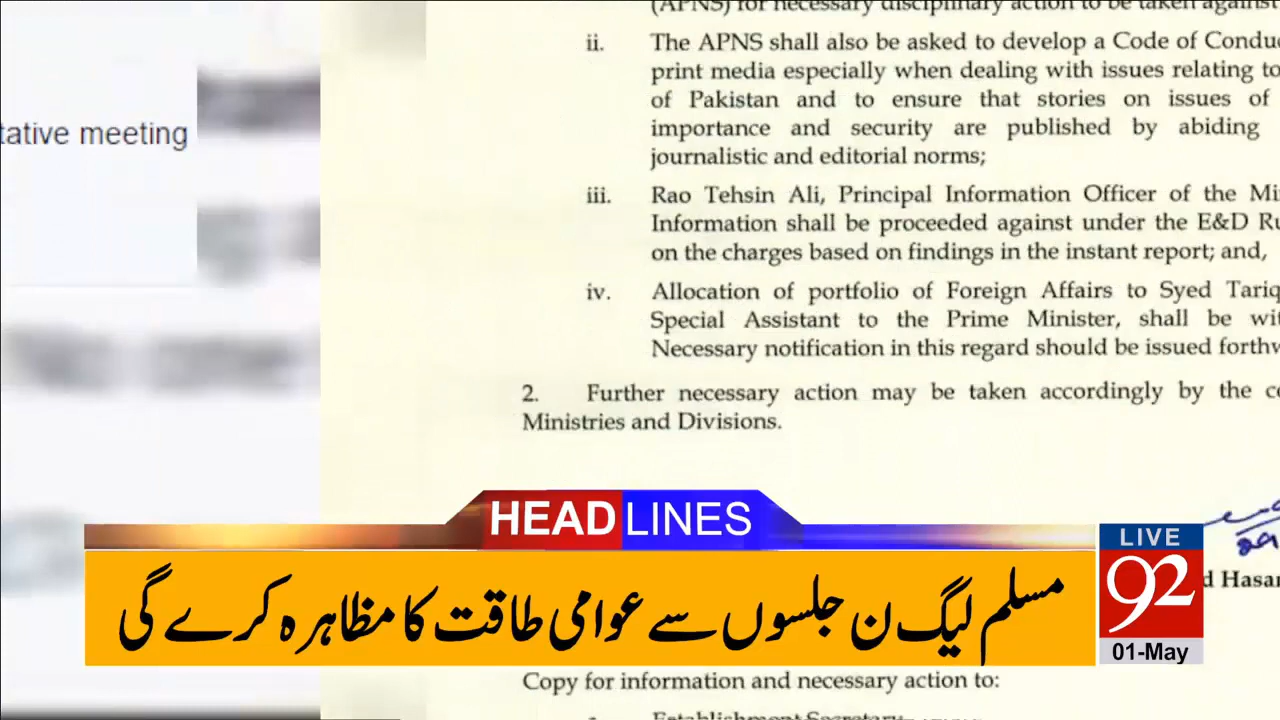 tative meeting
(APNS) for necessary disciplinary action to be taken against
ii. The APNS shall also be asked to develop a Code of Condu
print media especially when dealing with issues relating to
of Pakistan and to ensure that stories on issues of
importance and security are published by abiding
journalistic and editorial norms;
iii. Rao Tehsin Ali, Principal Information Officer of the Mi
Information shall be proceeded against under the E&D Ru
on the charges based on findings in the instant report; and,
iv. Allocation of portfolio of Foreign Affairs to Syed Tariq
Special Assistant to the Prime Minister, shall be wi
Necessary notification in this regard should be issued forthw
2. Further necessary action may be taken accordingly by the c
Ministries and Divisions.
HEADLINES
LIVE
92
01-May
d Hasan
مسلم لیگ ن جلسوں سے عوامی طاقت کا مظاہرہ کرے گی
Copy for information and necessary action to:
Establishment Secretary